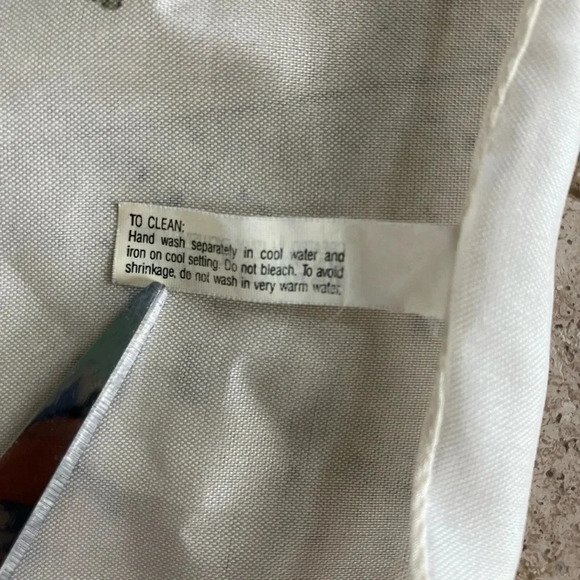 TO CLEAN:
Hand wash separately in cool water and
iron on cool setting. Do not bleach. To avoid
shrinkage, do not wash in very warm water.